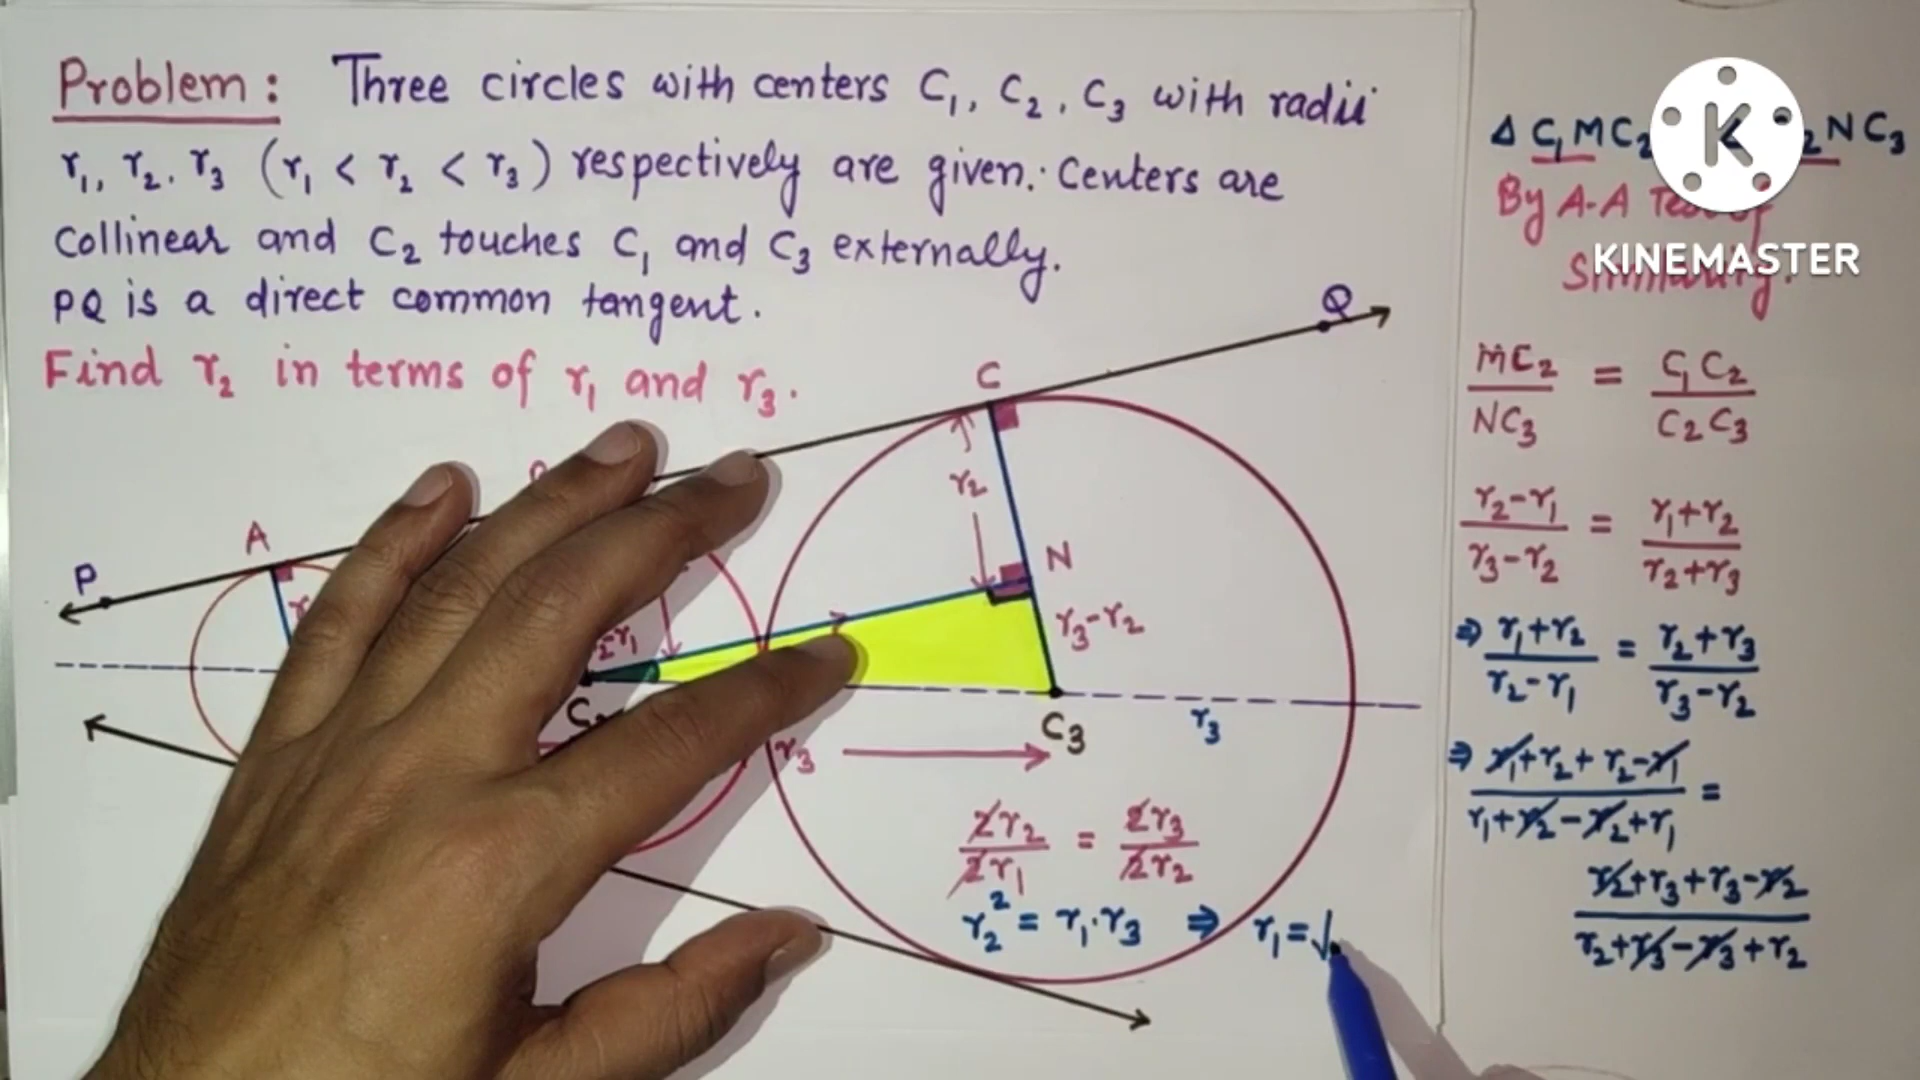 Problem: Three circles with centers C₁, C₂, C₃ with radii
r₁, r₂. r₃ (r₁ < r₂ < r₃) respectively are given. Centers are
collinear and C₂ touches C₁ and C₃ externally.
PQ is a direct common tangent.
Find r₂ in terms of r₁ and r₃.
Q
C
r₂
A
P
N
r₃-r₂
-r₁
C₃
r₃
r₃
2r₂/2r₁ = 2r₃/2r₂
r₂² = r₁.r₃ ⇒ r₁ = √
Δ C₁MC₂ NC₃
By A-A Test of
Similarity.
KINEMASTER
MC₂/NC₃ = C₁C₂/C₂C₃
r₂-r₁/r₃-r₂ = r₁+r₂/r₂+r₃
⇒ r₁+r₂/r₂-r₁ = r₂+r₃/r₃-r₂
⇒ r₁+r₂+r₂-r₁/r₁+r₂-r₂+r₁ =
r₂+r₃+r₃-r₂/r₂+r₃-r₃+r₂